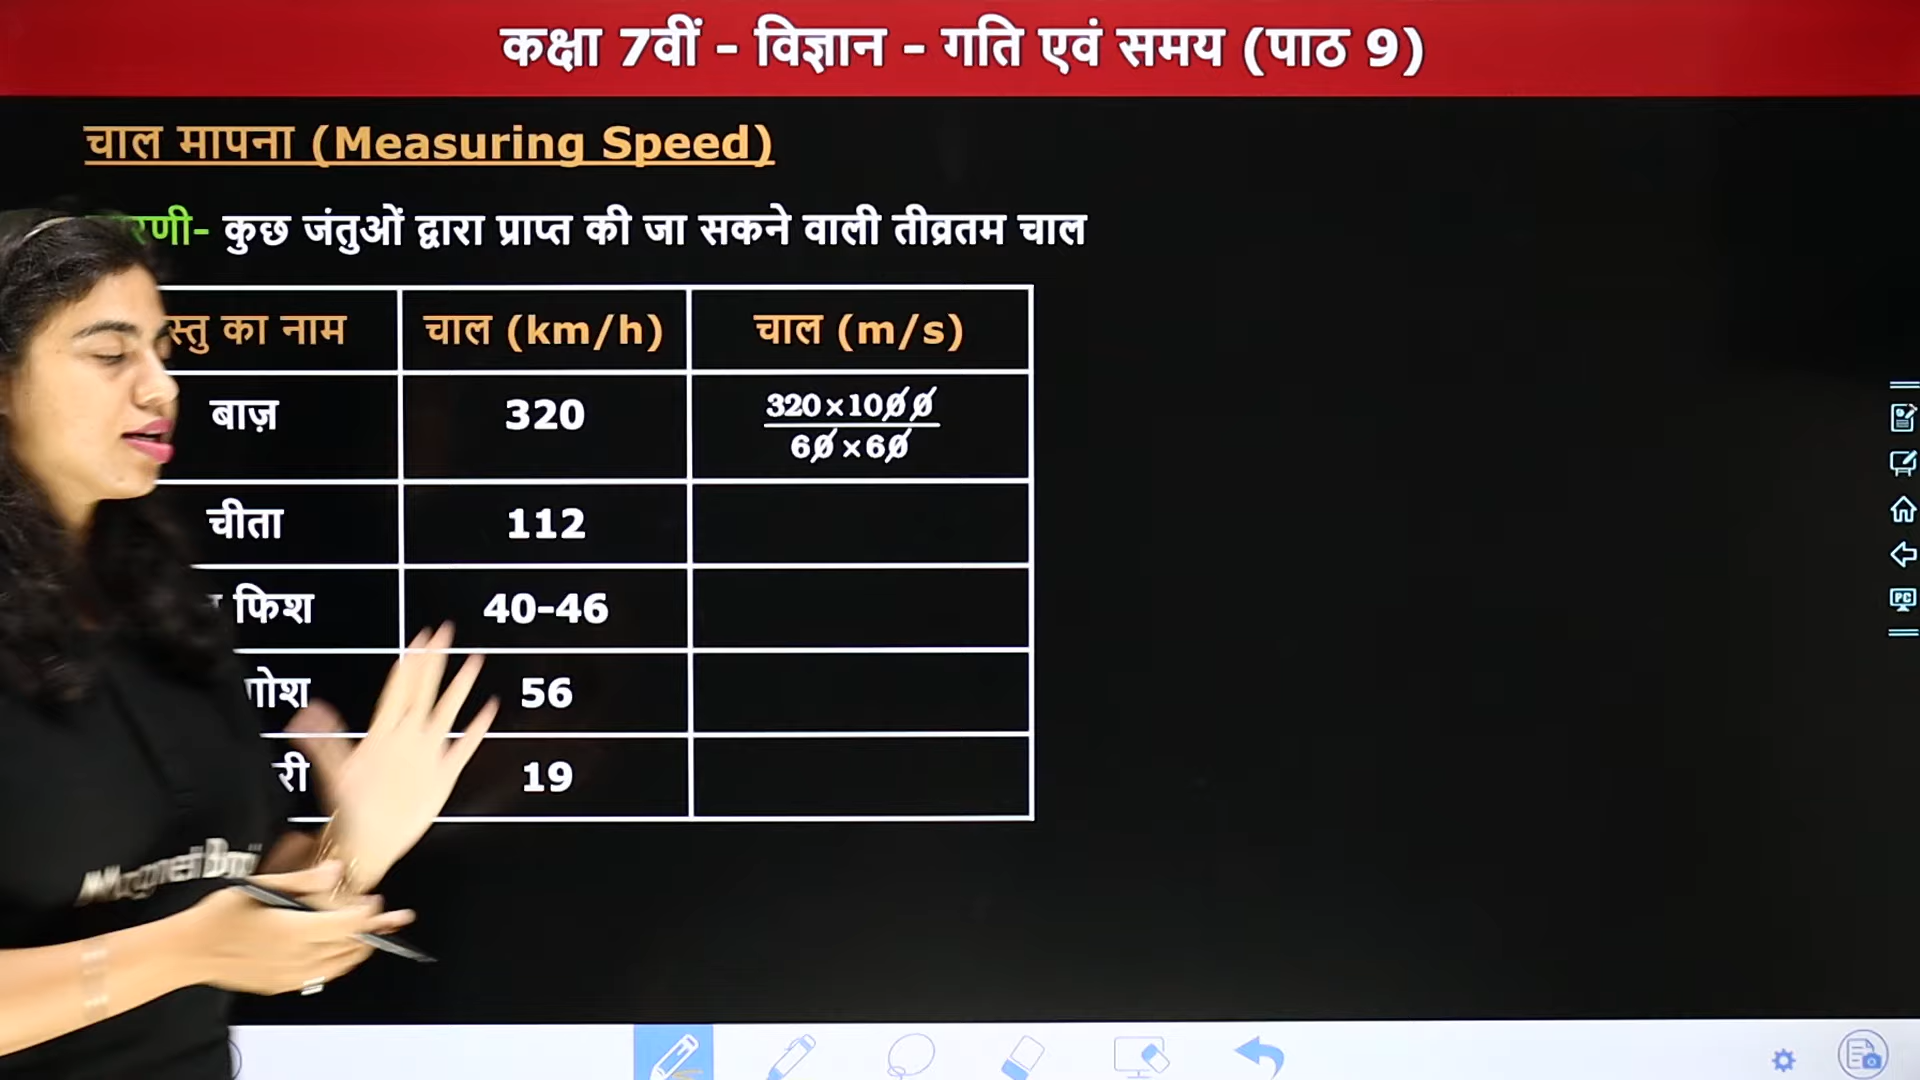 कक्षा 7वीं - विज्ञान - गति एवं समय (पाठ 9)
चाल मापना (Measuring Speed)
कुछ जंतुओं द्वारा प्राप्त की जा सकने वाली तीव्रतम चाल
का नाम चाल (km/h) चाल (m/s)
बाज़ 320 320×1000
60×60
चीता 112
फिश 40-46
56
19
PC